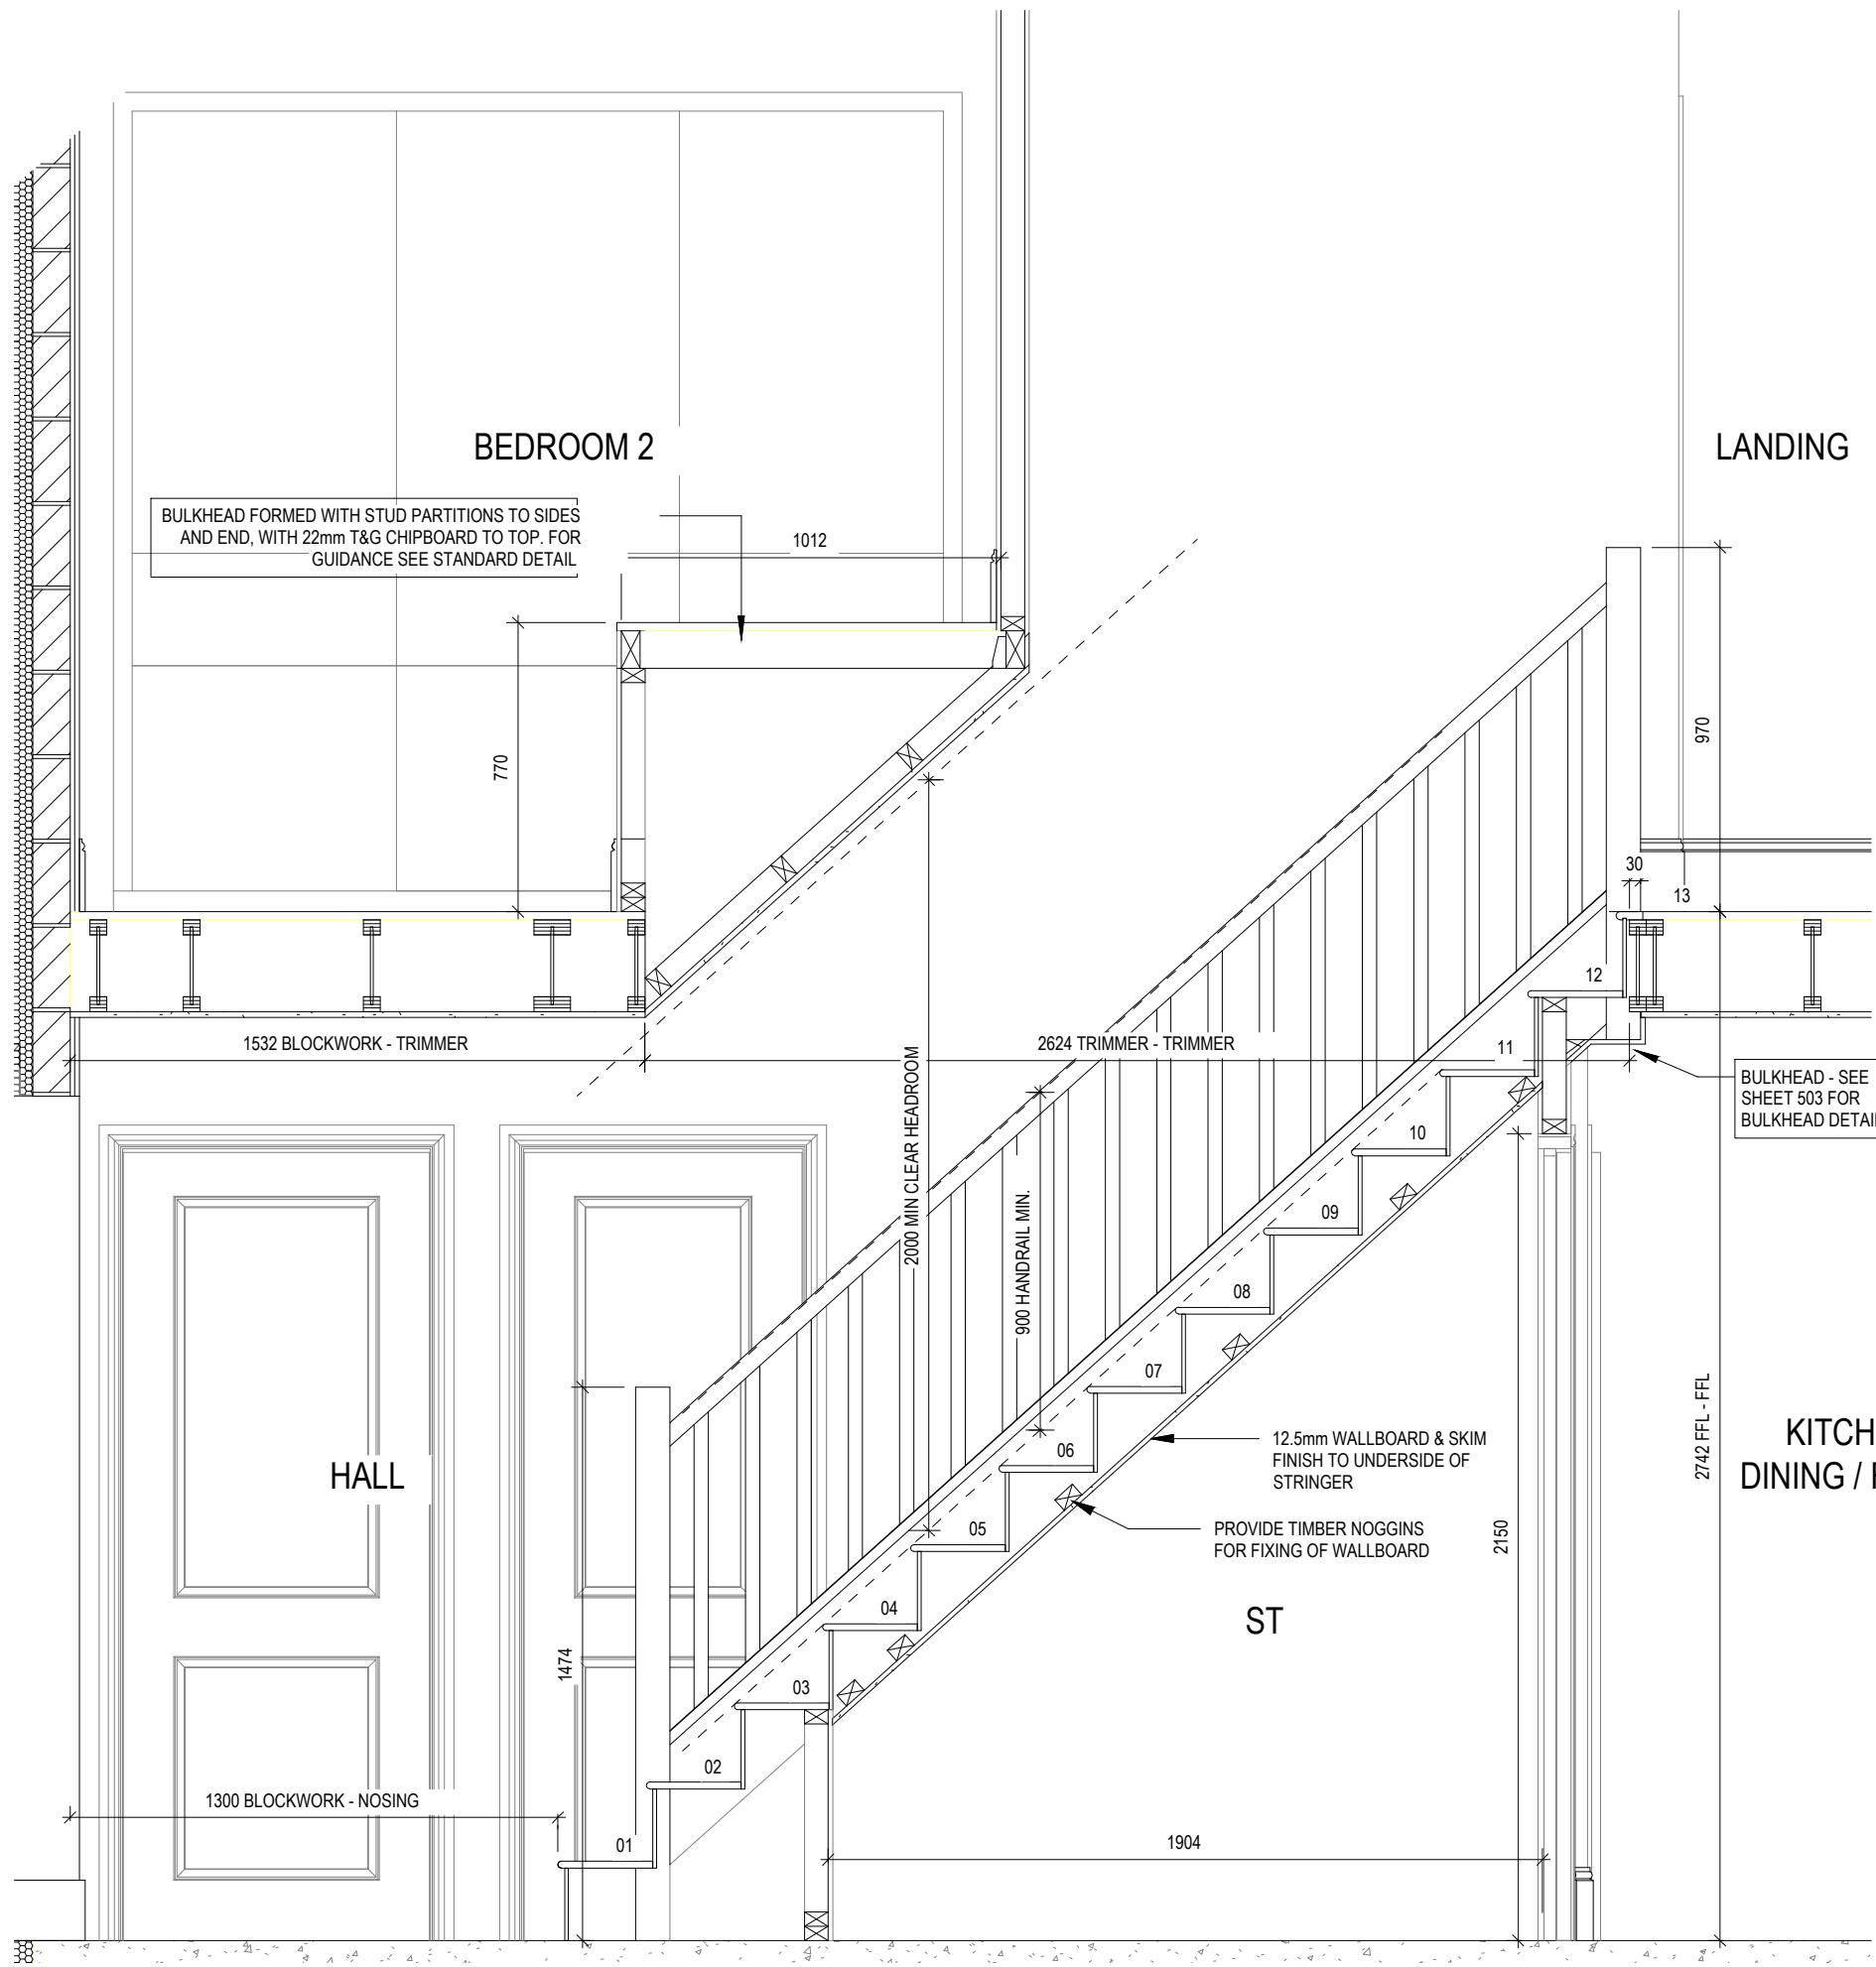 BEDROOM 2
LANDING
BULKHEAD FORMED WITH STUD PARTITIONS TO SIDES
AND END, WITH 22mm T&G CHIPBOARD TO TOP. FOR
GUIDANCE SEE STANDARD DETAIL
1012
770
970
30
13
12
1532 BLOCKWORK - TRIMMER
2624 TRIMMER - TRIMMER
11
BULKHEAD - SEE
SHEET 503 FOR
BULKHEAD DETAI
10
2000 MIN CLEAR HEADROOM
900 HANDRAIL MIN.
09
08
07
2742 FFL - FFL
KITCH
DINING / 
HALL
06
12.5mm WALLBOARD & SKIM
FINISH TO UNDERSIDE OF
STRINGER
05
PROVIDE TIMBER NOGGINS
FOR FIXING OF WALLBOARD
2150
04
ST
1474
03
02
1300 BLOCKWORK - NOSING
01
1904